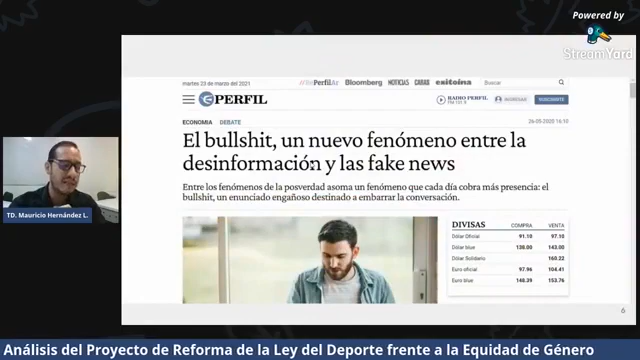 Powered by
StreamYard
martes 23 de marzo del 2021
PerfilAr
Bloomberg
NOTICIAS
CARAS
exitoína
Buscar
PERFIL
RADIO PERFIL
FM 101.9
INGRESAR
SUSCRIBITE
ECONOMIA DEBATE
26-05-2020 16:10
El bullshit, un nuevo fenómeno entre la
desinformación y las fake news
Entre los fenómenos de la posverdad asoma un fenómeno que cada día cobra más presencia: el
bullshit, un enunciado engañoso destinado a embarrar la conversación.
DIVISAS COMPRA VENTA
Dólar Oficial 91.10 97.10
Dólar blue 138.00 143.00
Dólar Solidario 160.22
Euro oficial 97.96 104.41
Euro blue 148.39 153.76
6
TD. Mauricio Hernández L.
Análisis del Proyecto de Reforma de la Ley del Deporte frente a la Equidad de Género